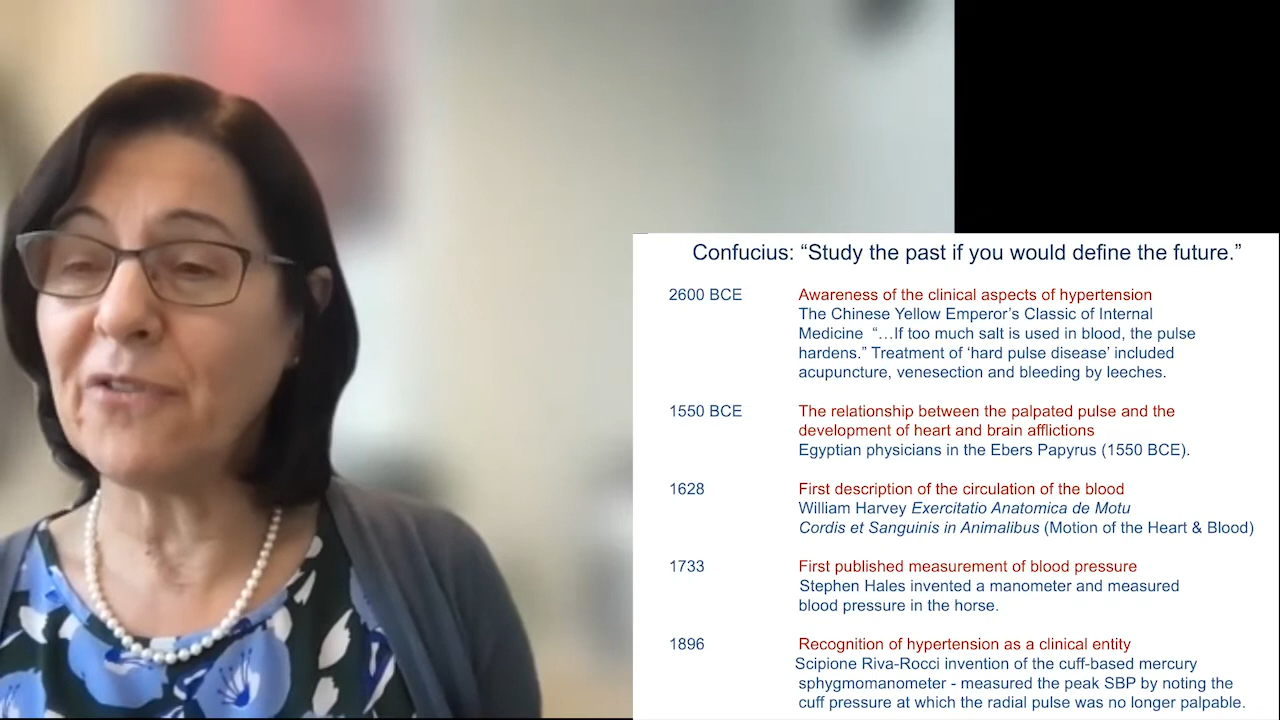 Confucius: “Study the past if you would define the future.”
2600 BCE Awareness of the clinical aspects of hypertension
The Chinese Yellow Emperor’s Classic of Internal
Medicine “…If too much salt is used in blood, the pulse
hardens.” Treatment of ‘hard pulse disease’ included
acupuncture, venesection and bleeding by leeches.
1550 BCE The relationship between the palpated pulse and the
development of heart and brain afflictions
Egyptian physicians in the Ebers Papyrus (1550 BCE).
1628 First description of the circulation of the blood
William Harvey Exercitatio Anatomica de Motu
Cordis et Sanguinis in Animalibus (Motion of the Heart & Blood)
1733 First published measurement of blood pressure
Stephen Hales invented a manometer and measured
blood pressure in the horse.
1896 Recognition of hypertension as a clinical entity
Scipione Riva-Rocci invention of the cuff-based mercury
sphygmomanometer - measured the peak SBP by noting the
cuff pressure at which the radial pulse was no longer palpable.